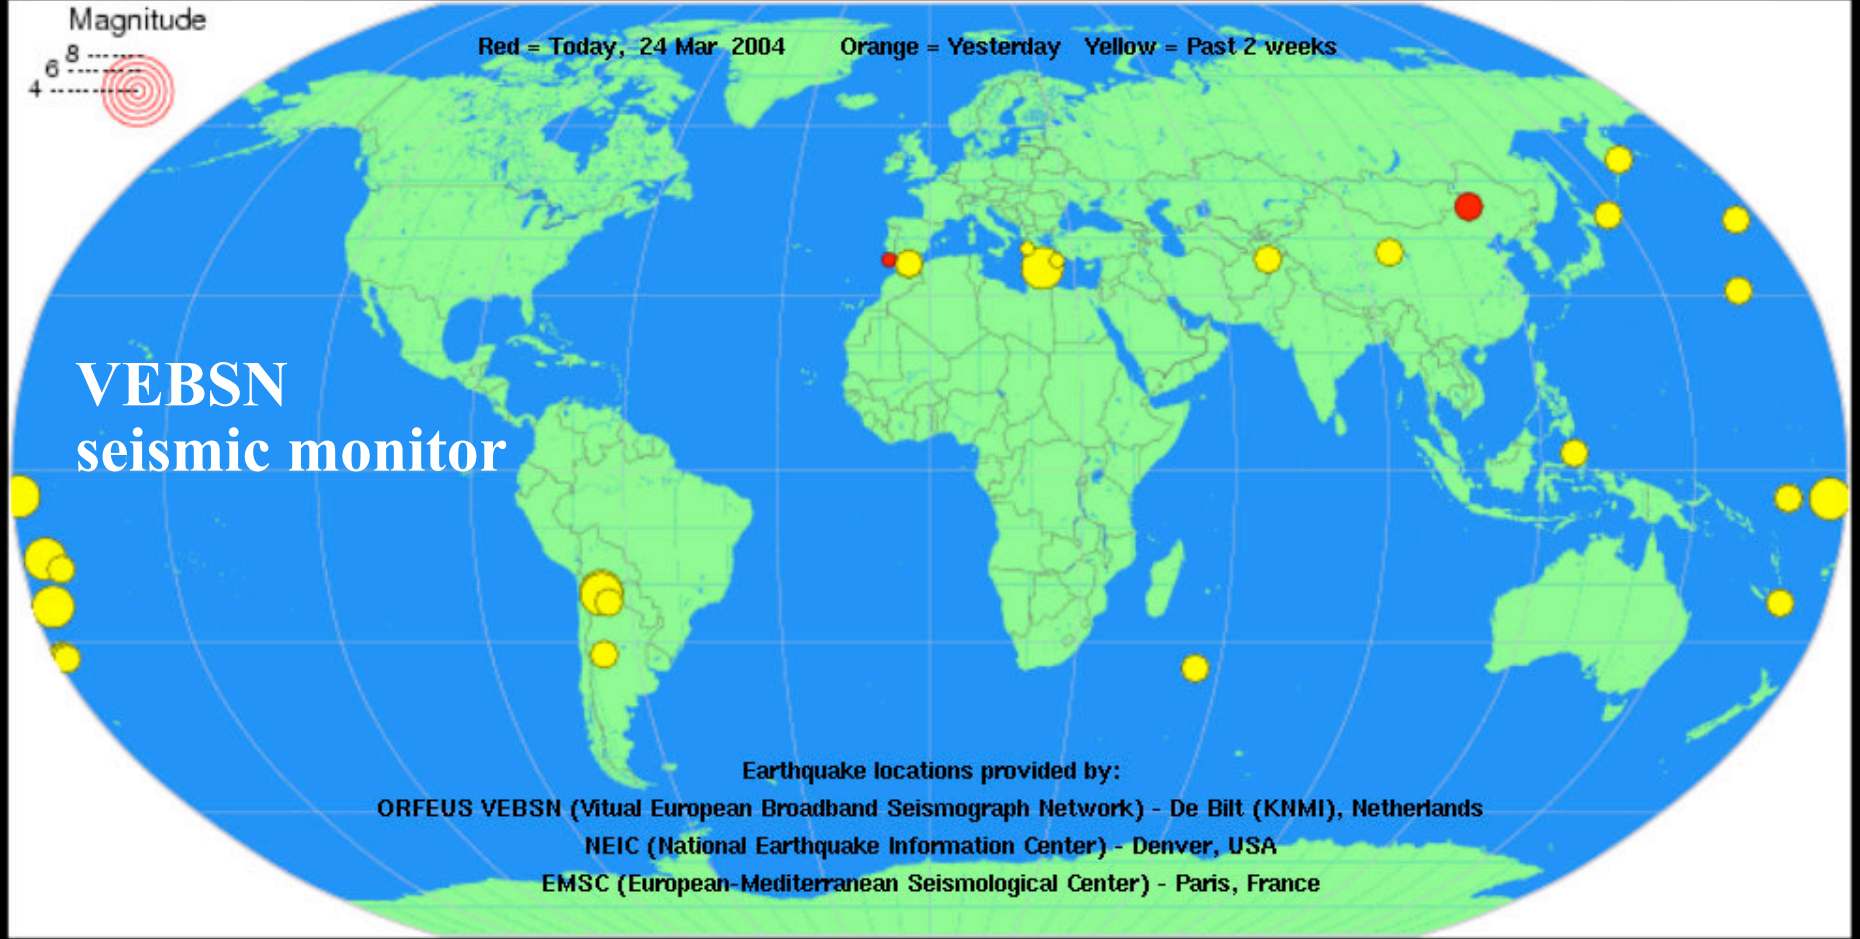 Magnitude
8
6
4
Red = Today, 24 Mar 2004 Orange = Yesterday Yellow = Past 2 weeks
VEBSN
seismic monitor
Earthquake locations provided by:
ORFEUS VEBSN (Vitual European Broadband Seismograph Network) - De Bilt (KNMI), Netherlands
NEIC (National Earthquake Information Center) - Denver, USA
EMSC (European-Mediterranean Seismological Center) - Paris, France